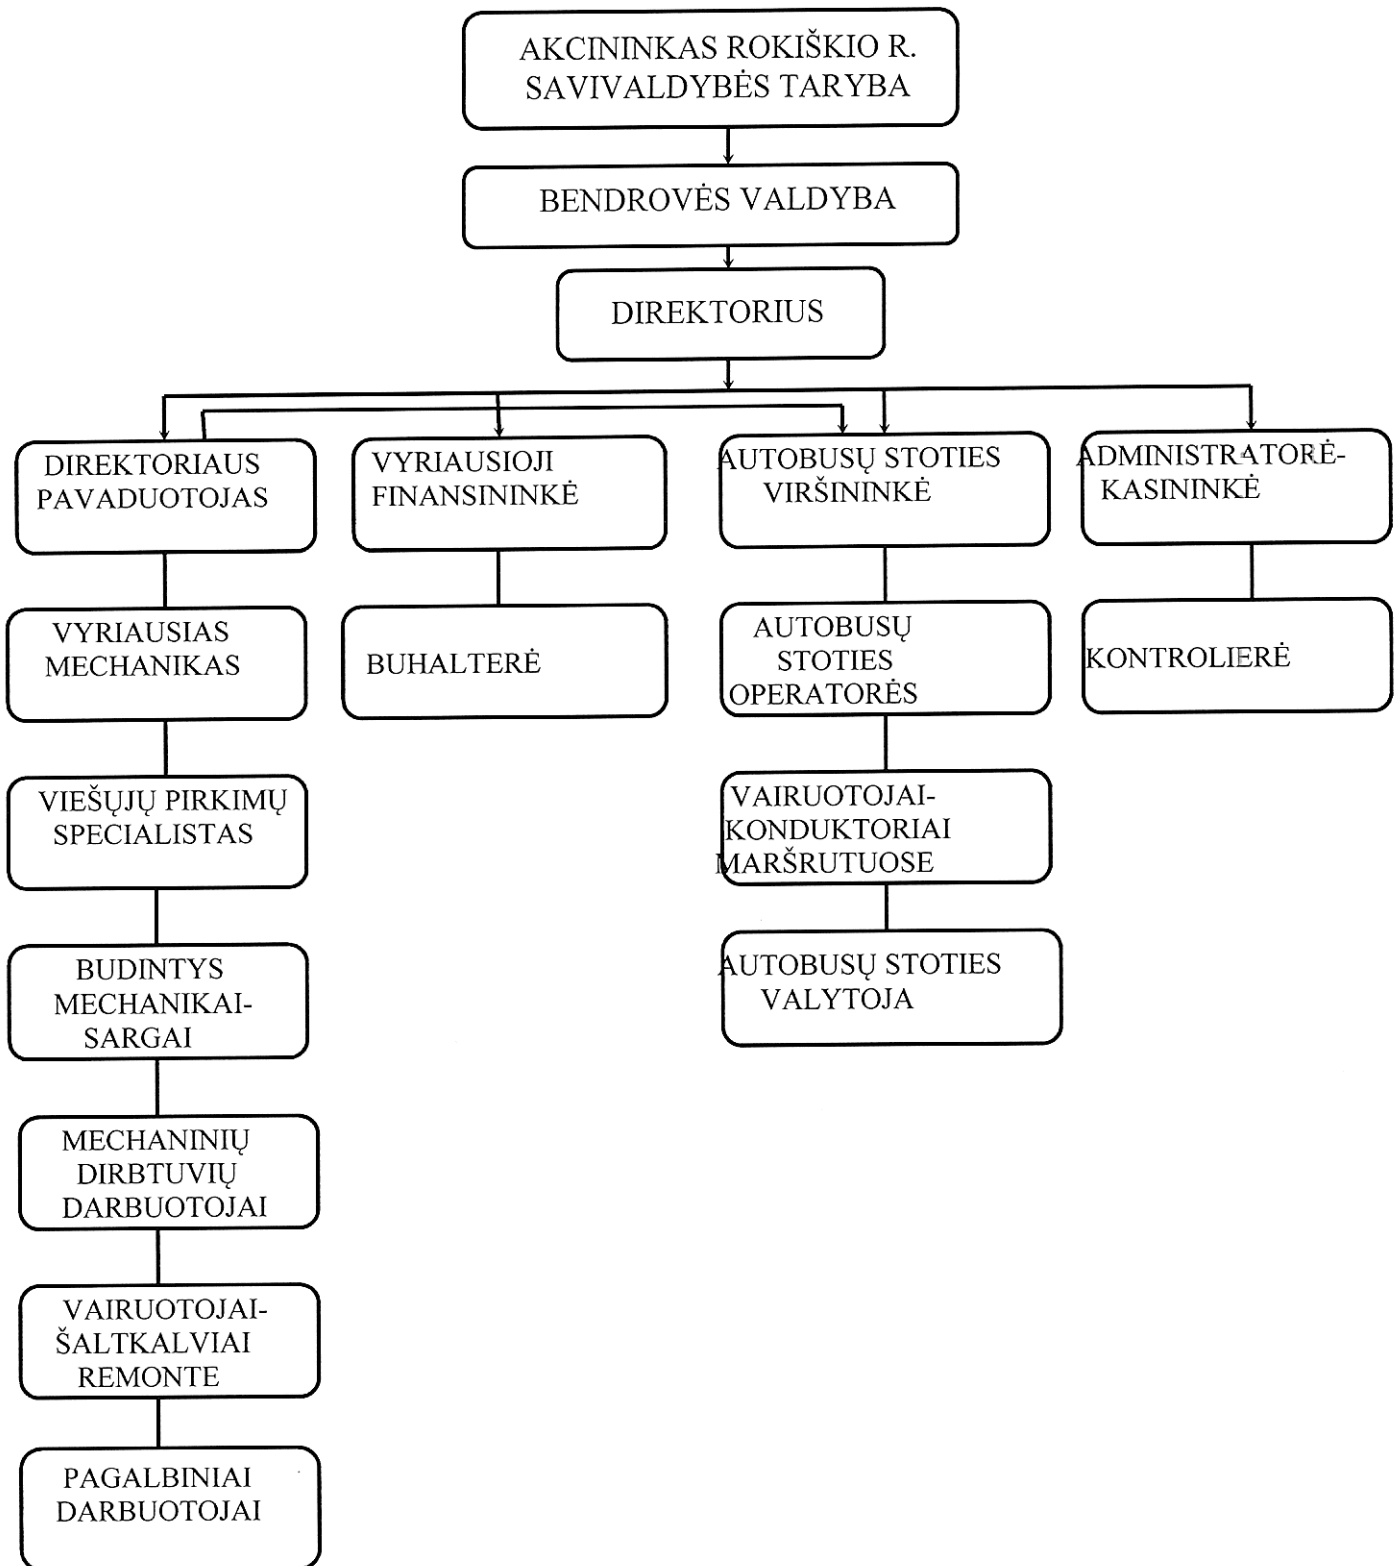 AKCININKAS ROKIŠKIO R.
SAVIVALDYBĖS TARYBA
BENDROVĖS VALDYBA
DIREKTORIUS
DIREKTORIAUS
PAVADUOTOJAS
VYRIAUSIOJI
FINANSININKĖ
AUTOBUSŲ STOTIES
VIRŠININKĖ
ADMINISTRATORĖ-
KASININKĖ
VYRIAUSIAS
MECHANIKAS
BUHALTERĖ
AUTOBUSŲ
STOTIES
OPERATORĖS
KONTROLIERĖ
VIEŠŲJŲ PIRKIMŲ
SPECIALISTAS
VAIRUOTOJAI-
KONDUKTORIAI
MARŠRUTUOSE
BUDINTYS
MECHANIKAI-
SARGAI
AUTOBUSŲ STOTIES
VALYTOJA
MECHANINIŲ
DIRBTUVIŲ
DARBUOTOJAI
VAIRUOTOJAI-
ŠALTKALVIAI
REMONTE
PAGALBINIAI
DARBUOTOJAI